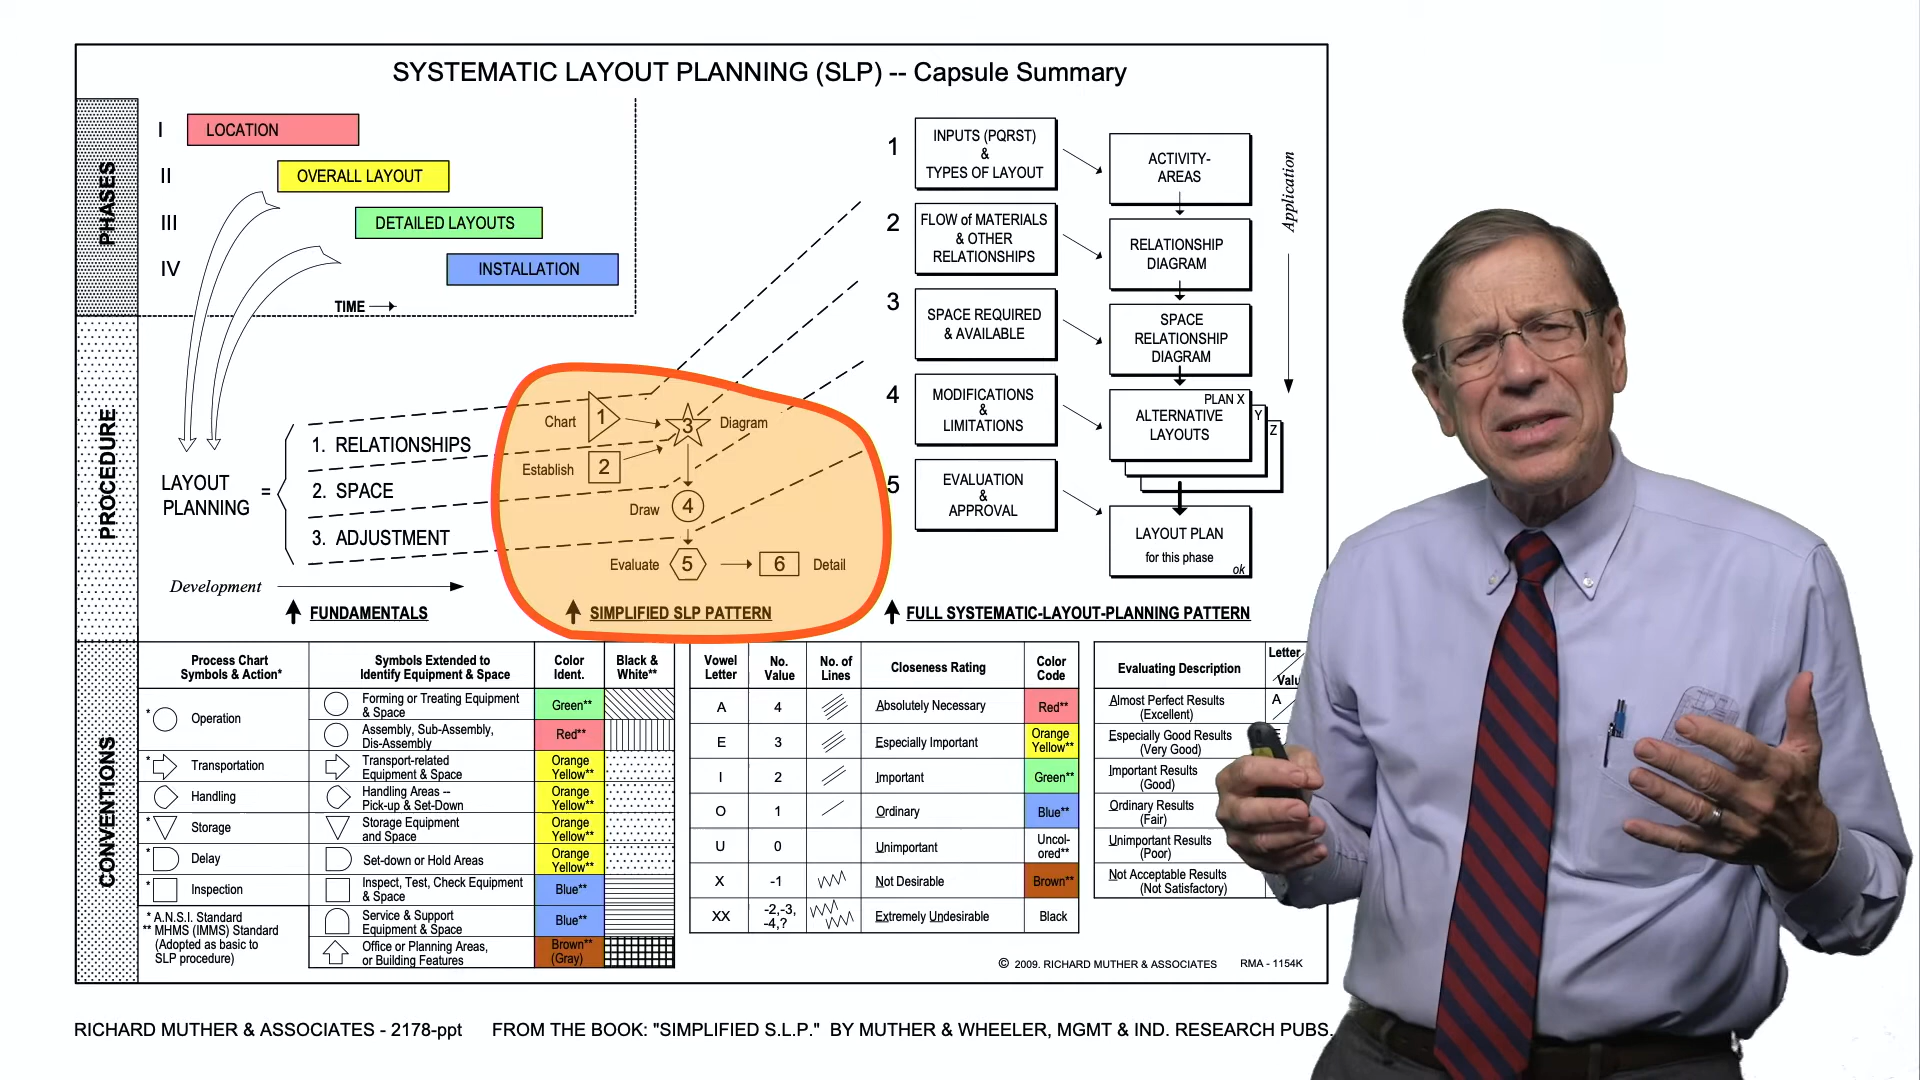 SYSTEMATIC LAYOUT PLANNING (SLP) -- Capsule Summary
PHASES
I LOCATION
II OVERALL LAYOUT
III DETAILED LAYOUTS
IV INSTALLATION
TIME
PROCEDURE
LAYOUT
PLANNING
=
1. RELATIONSHIPS
2. SPACE
3. ADJUSTMENT
Development
FUNDAMENTALS
Chart 1
3 Diagram
Establish 2
Draw 4
Evaluate 5
6 Detail
SIMPLIFIED SLP PATTERN
1
INPUTS (PQRST)
&
TYPES OF LAYOUT
ACTIVITY-
AREAS
2
FLOW of MATERIALS
& OTHER
RELATIONSHIPS
RELATIONSHIP
DIAGRAM
3
SPACE REQUIRED
& AVAILABLE
SPACE
RELATIONSHIP
DIAGRAM
4
MODIFICATIONS
&
LIMITATIONS
PLAN X
ALTERNATIVE
LAYOUTS
Y
Z
5
EVALUATION
&
APPROVAL
LAYOUT PLAN
for this phase
ok
Application
FULL SYSTEMATIC-LAYOUT-PLANNING PATTERN
CONVENTIONS
Process Chart
Symbols & Action*
Symbols Extended to
Identify Equipment & Space
Color
Ident.
Black &
White**
* Operation
Forming or Treating Equipment
& Space
Green**
Assembly, Sub-Assembly,
Dis-Assembly
Red**
* Transportation
Transport-related
Equipment & Space
Orange
Yellow**
Handling
Handling Areas --
Pick-up & Set-Down
Orange
Yellow**
* Storage
Storage Equipment
and Space
Orange
Yellow**
* Delay
Set-down or Hold Areas
Orange
Yellow**
* Inspection
Inspect, Test, Check Equipment
& Space
Blue**
Service & Support
Equipment & Space
Blue**
Office or Planning Areas,
or Building Features
Brown**
(Gray)
* A.N.S.I. Standard
** MHMS (IMMS) Standard
(Adopted as basic to
SLP procedure)
Vowel
Letter
No.
Value
No. of
Lines
Closeness Rating
Color
Code
A 4 Absolutely Necessary Red**
E 3 Especially Important Orange
Yellow**
I 2 Important Green**
O 1 Ordinary Blue**
U 0 Unimportant Uncol-
ored**
X -1 Not Desirable Brown**
XX -2,-3,
-4,? Extremely Undesirable Black
Evaluating Description
Letter
Valu
Almost Perfect Results
(Excellent)
A
Especially Good Results
(Very Good)
Important Results
(Good)
Ordinary Results
(Fair)
Unimportant Results
(Poor)
Not Acceptable Results
(Not Satisfactory)
© 2009. RICHARD MUTHER & ASSOCIATES RMA - 1154K
RICHARD MUTHER & ASSOCIATES - 2178-ppt FROM THE BOOK: "SIMPLIFIED S.L.P." BY MUTHER & WHEELER, MGMT & IND. RESEARCH PUBS.